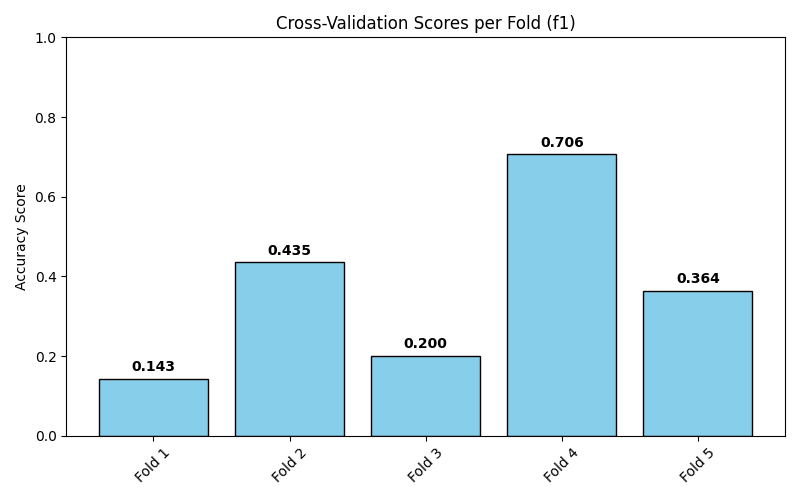 Cross-Validation Scores per Fold (f1)
Accuracy Score
1.0
0.8
0.6
0.4
0.2
0.0
0.143
0.435
0.200
0.706
0.364
Fold 1
Fold 2
Fold 3
Fold 4
Fold 5